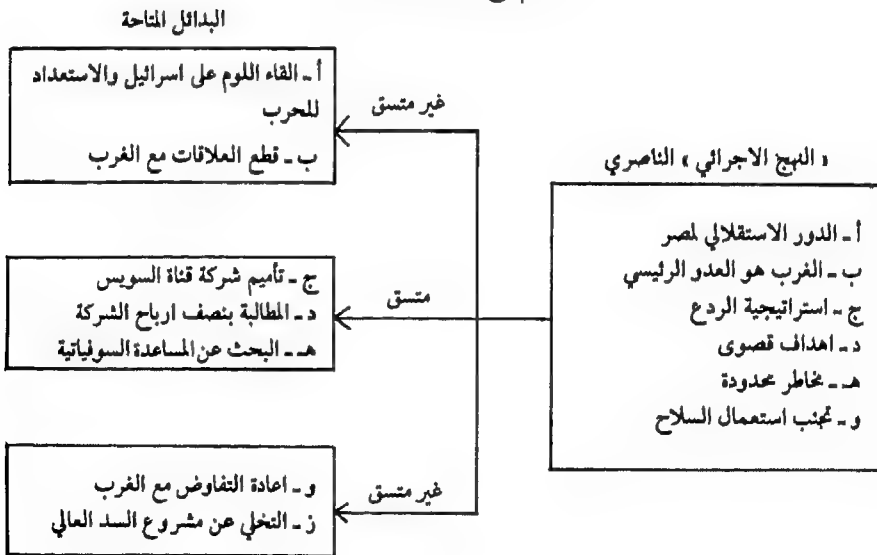 البدائل المتاحة
أ ـ القاء اللوم على اسرائيل والاستعداد
للحرب
ب ـ قطع العلاقات مع الغرب
غير متسق
« النهج الاجرائي » الناصري
أ ـ الدور الاستقلالي لمصر
ب ـ الغرب هو العدو الرئيسي
ج ـ استراتيجية الردع
د ـ اهداف قصوى
هـ ـ مخاطر محدودة
و ـ تجنب استعمال السلاح
متسق
ج ـ تأميم شركة قناة السويس
د ـ المطالبة بنصف ارباح الشركة
هـ ـ البحث عن المساعدة السوفياتية
غير متسق
و ـ اعادة التفاوض مع الغرب
ز ـ التخلي عن مشروع السد العالي